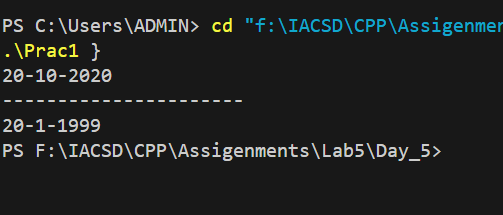 PS C:\Users\ADMIN> cd "f:\IACSD\CPP\Assigenmen
.\Prac1 }
20-10-2020
-----------------------
20-1-1999
PS F:\IACSD\CPP\Assigenments\Lab5\Day_5>